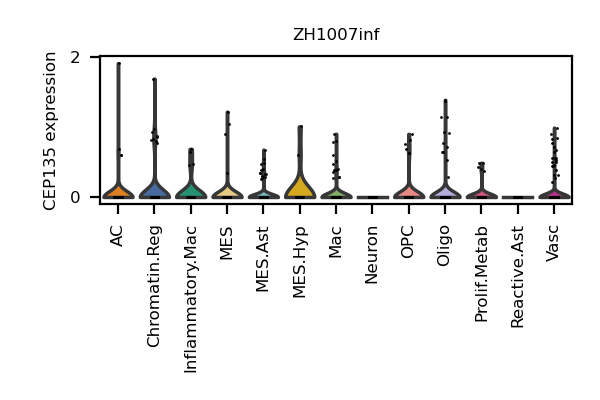 ZH1007inf
CEP135 expression
2
0
AC
Chromatin.Reg
Inflammatory.Mac
MES
MES.Ast
MES.Hyp
Mac
Neuron
OPC
Oligo
Prolif.Metab
Reactive.Ast
Vasc